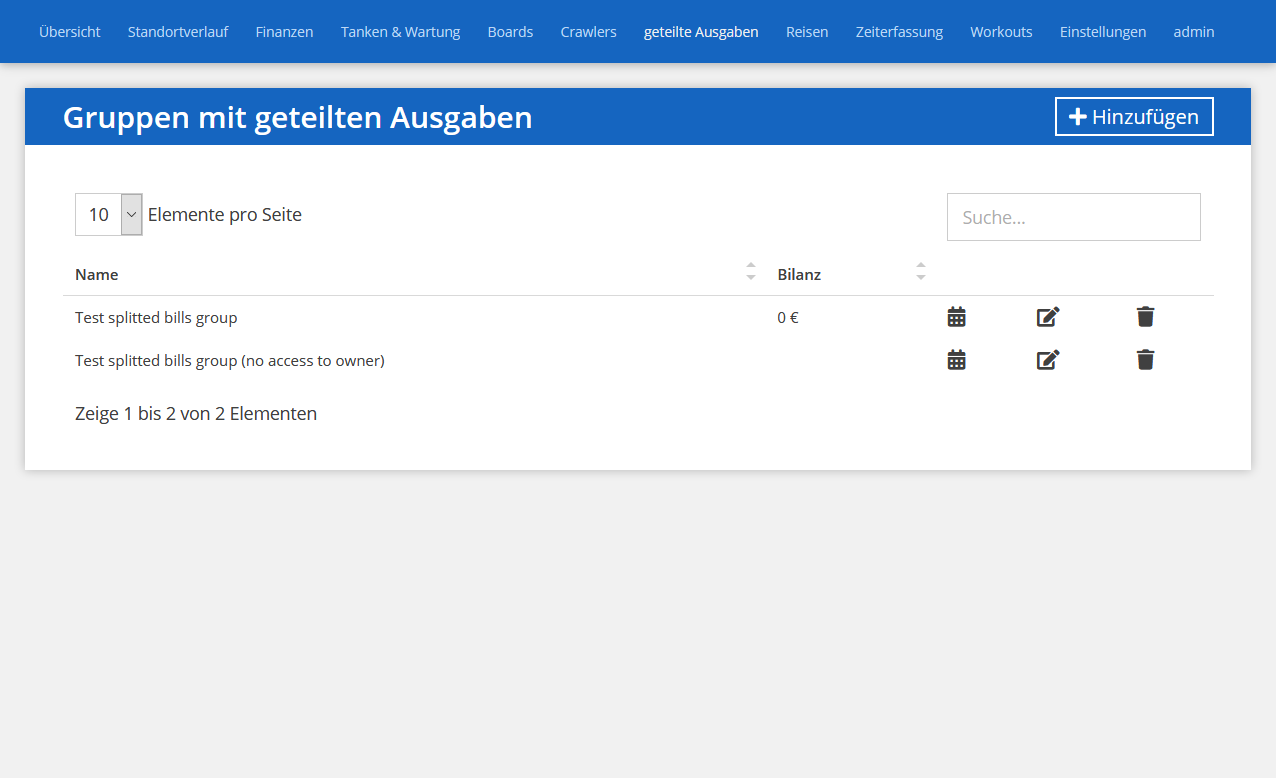 Übersicht Standortverlauf Finanzen Tanken & Wartung Boards Crawlers geteilte Ausgaben Reisen Zeiterfassung Workouts Einstellungen admin
Gruppen mit geteilten Ausgaben Hinzufügen
10 Elemente pro Seite Suche...
Name Bilanz
Test splitted bills group 0 €
Test splitted bills group (no access to owner)
Zeige 1 bis 2 von 2 Elementen